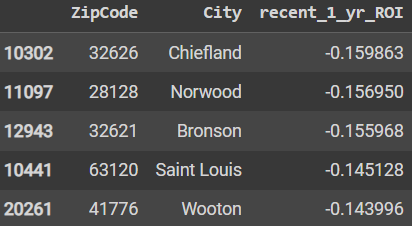 ZipCode City recent_1_yr_ROI
10302 32626 Chiefland -0.159863
11097 28128 Norwood -0.156950
12943 32621 Bronson -0.155968
10441 63120 Saint Louis -0.145128
20261 41776 Wooton -0.143996